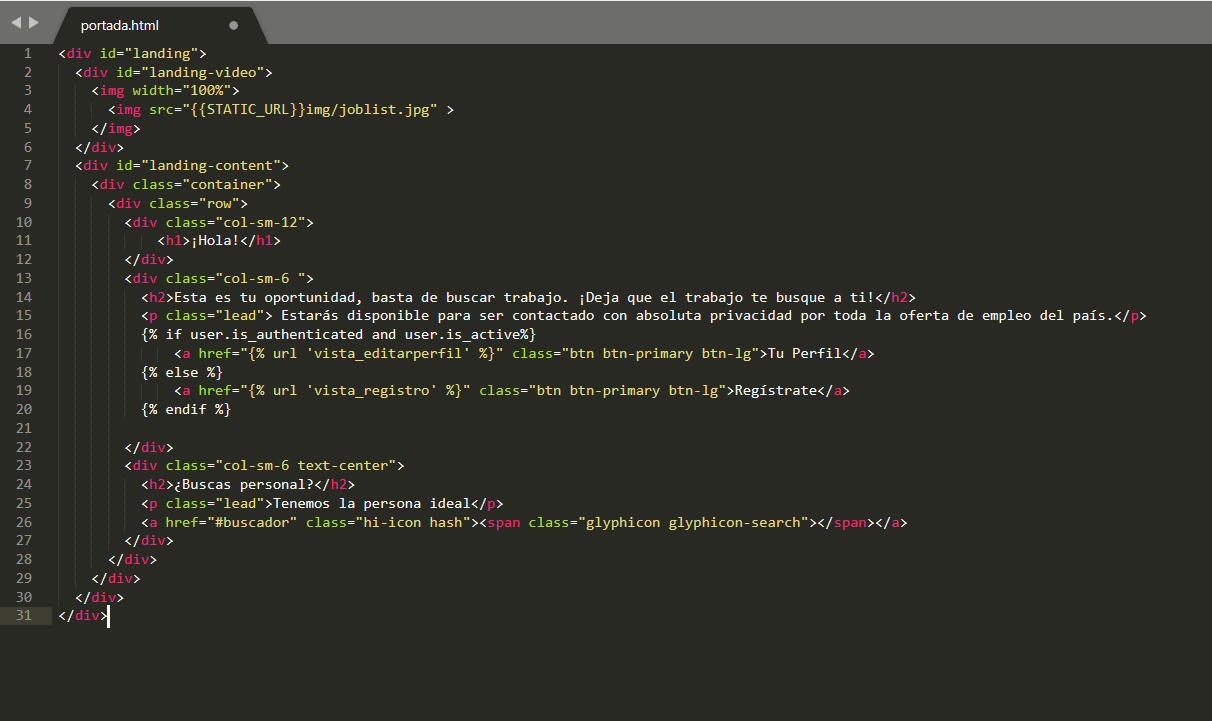 portada.html
1 <div id="landing">
2   <div id="landing-video">
3     <img width="100%">
4       <img src="{{STATIC_URL}}img/joblist.jpg" >
5     </img>
6   </div>
7   <div id="landing-content">
8     <div class="container">
9       <div class="row">
10         <div class="col-sm-12">
11             <h1>¡Hola!</h1>
12         </div>
13         <div class="col-sm-6 ">
14           <h2>Esta es tu oportunidad, basta de buscar trabajo. ¡Deja que el trabajo te busque a ti!</h2>
15           <p class="lead"> Estarás disponible para ser contactado con absoluta privacidad por toda la oferta de empleo del país.</p>
16           {% if user.is_authenticated and user.is_active%}
17               <a href="{% url 'vista_editarperfil' %}" class="btn btn-primary btn-lg">Tu Perfil</a>
18           {% else %}
19               <a href="{% url 'vista_registro' %}" class="btn btn-primary btn-lg">Regístrate</a>
20           {% endif %}
21
22         </div>
23         <div class="col-sm-6 text-center">
24           <h2>¿Buscas personal?</h2>
25           <p class="lead">Tenemos la persona ideal</p>
26           <a href="#buscador" class="hi-icon hash"><span class="glyphicon glyphicon-search"></span></a>
27         </div>
28       </div>
29     </div>
30   </div>
31 </div>